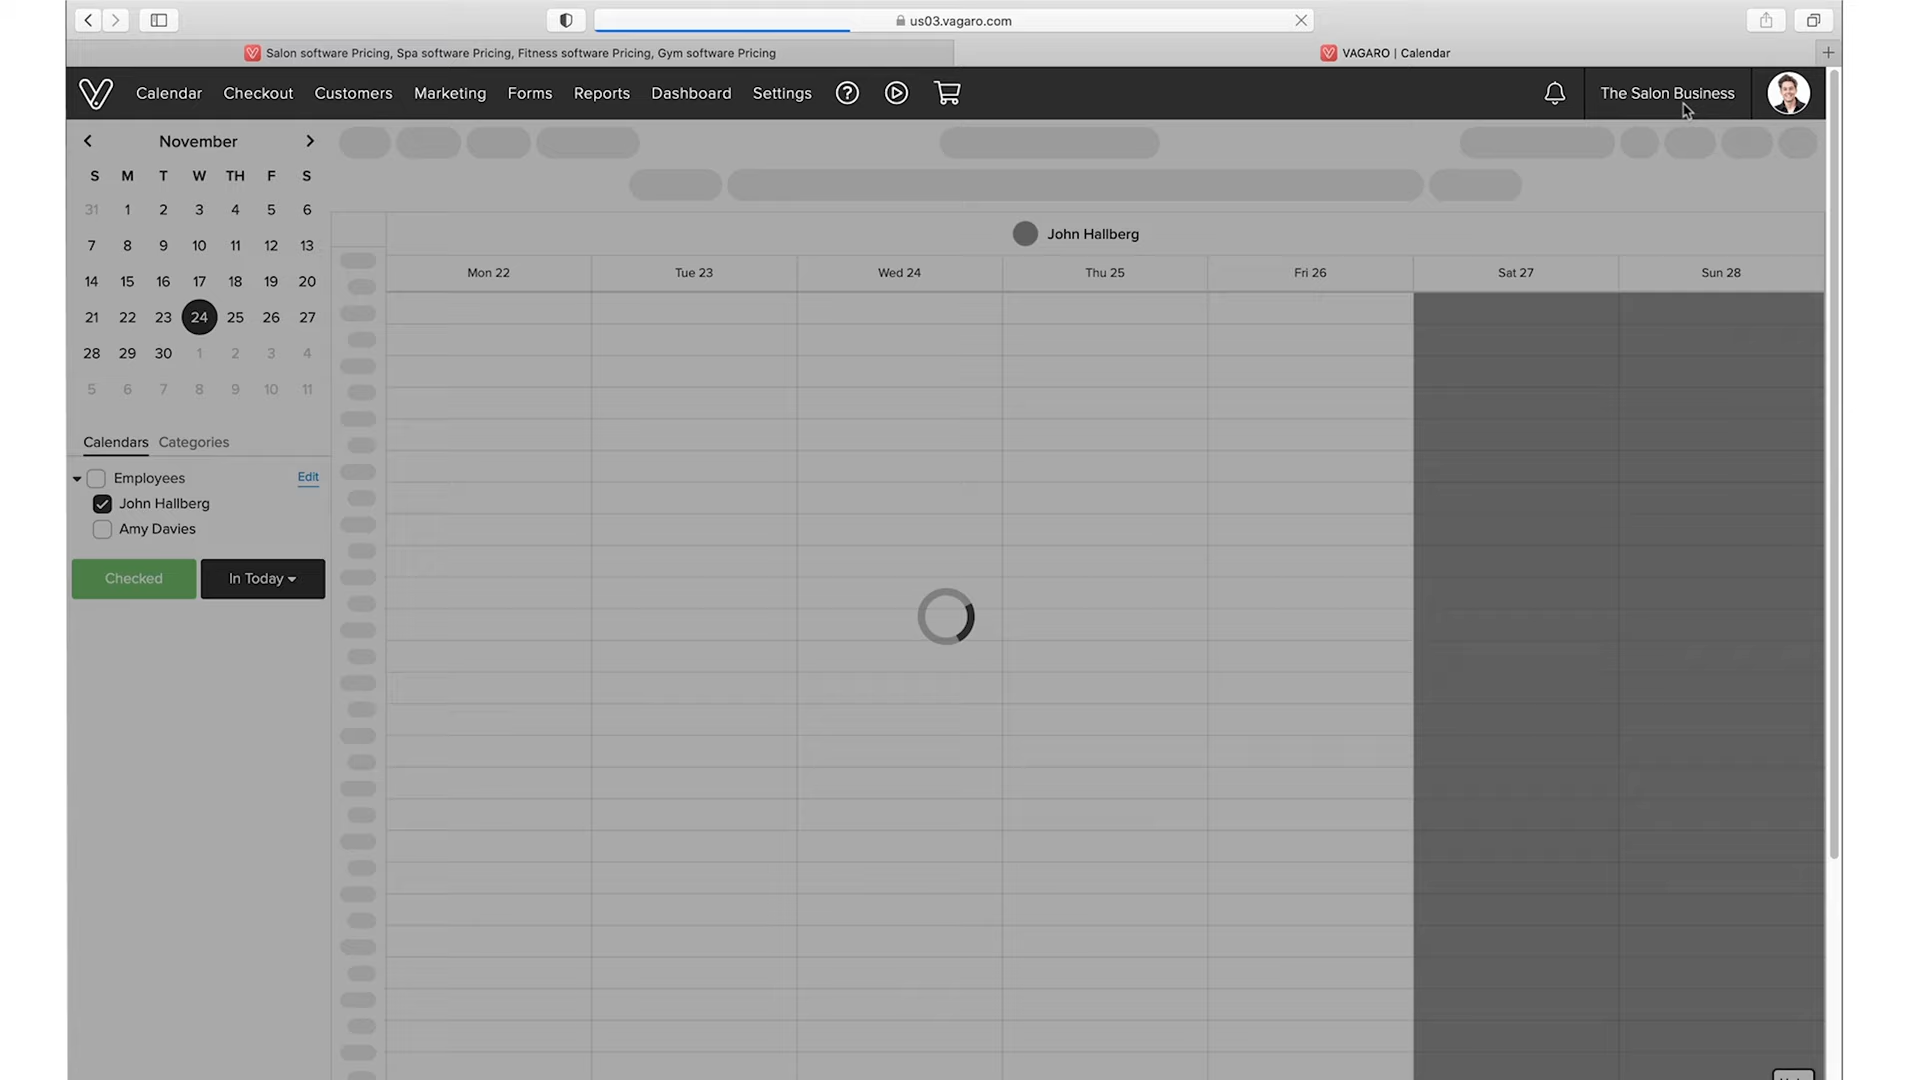 us03.vagaro.com
Salon software Pricing, Spa software Pricing, Fitness software Pricing, Gym software Pricing
VAGARO | Calendar
Calendar Checkout Customers Marketing Forms Reports Dashboard Settings
The Salon Business
November
S M T W TH F S
31 1 2 3 4 5 6
7 8 9 10 11 12 13
14 15 16 17 18 19 20
21 22 23 24 25 26 27
28 29 30 1 2 3 4
5 6 7 8 9 10 11
Calendars Categories
Employees Edit
John Hallberg
Amy Davies
Checked In Today
John Hallberg
Mon 22 Tue 23 Wed 24 Thu 25 Fri 26 Sat 27 Sun 28